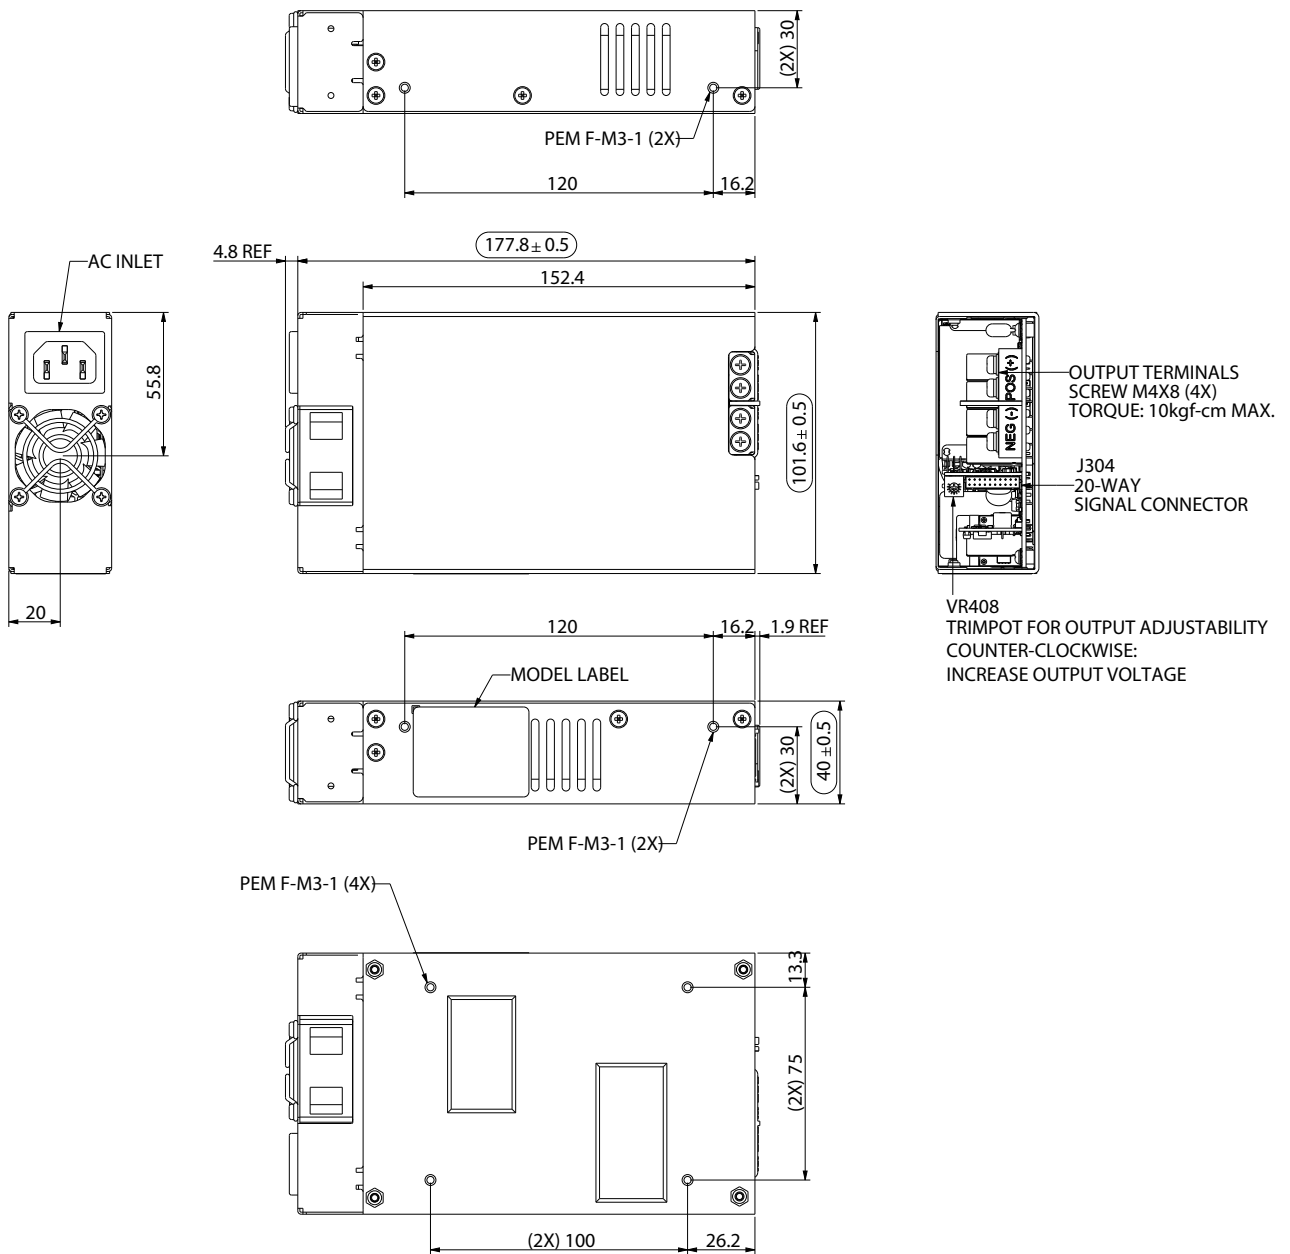 (2X) 30
PEM F-M3-1 (2X)
120
16.2
4.8 REF
177.8 ± 0.5
152.4
AC INLET
55.8
20
101.6 ± 0.5
POS (+)
NEG (-)
OUTPUT TERMINALS
SCREW M4X8 (4X)
TORQUE: 10kgf-cm MAX.
J304
20-WAY
SIGNAL CONNECTOR
VR408
TRIMPOT FOR OUTPUT ADJUSTABILITY
COUNTER-CLOCKWISE:
INCREASE OUTPUT VOLTAGE
120
16.2
1.9 REF
MODEL LABEL
(2X) 30
40 ±0.5
PEM F-M3-1 (2X)
PEM F-M3-1 (4X)
13.3
(2X) 75
(2X) 100
26.2